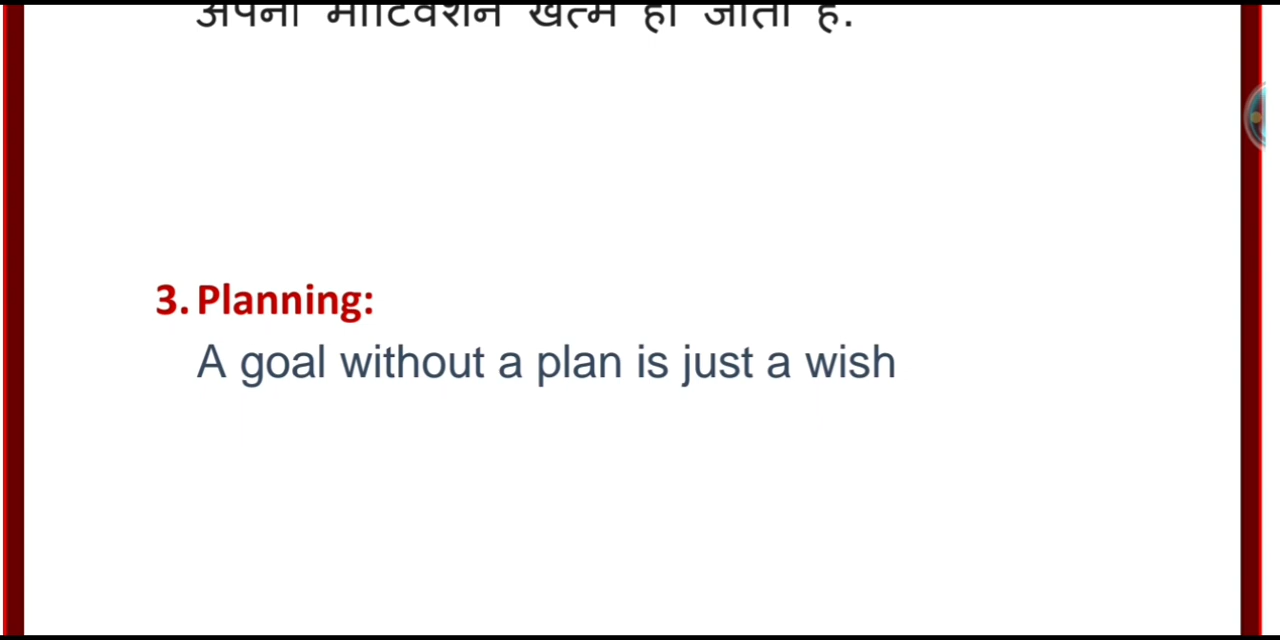 अपना मोटिवेशन खत्म हो जाता है.
3. Planning:
A goal without a plan is just a wish